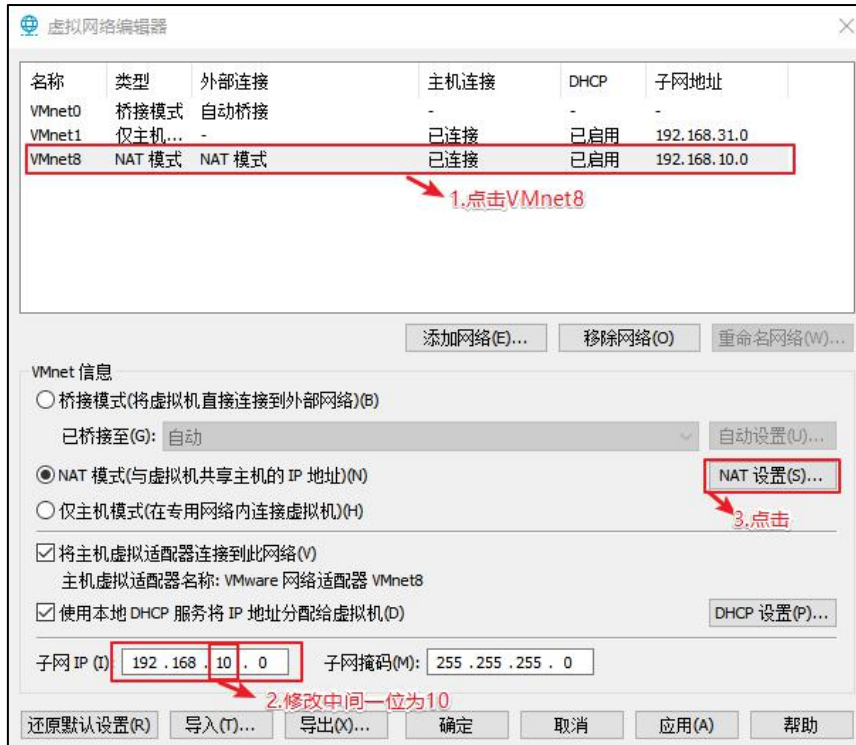 虚拟网络编辑器
名称 类型 外部连接 主机连接 DHCP 子网地址
VMnet0 桥接模式 自动桥接 - - -
VMnet1 仅主机... - 已连接 已启用 192.168.31.0
VMnet8 NAT 模式 NAT 模式 已连接 已启用 192.168.10.0
1.点击VMnet8
添加网络(E)... 移除网络(O) 重命名网络(W)...
VMnet 信息
桥接模式(将虚拟机直接连接到外部网络)(B)
已桥接至(G): 自动 自动设置(U)...
NAT 模式(与虚拟机共享主机的 IP 地址)(N) NAT 设置(S)...
仅主机模式(在专用网络内连接虚拟机)(H)
3.点击
将主机虚拟适配器连接到此网络(V)
主机虚拟适配器名称: VMware 网络适配器 VMnet8
使用本地 DHCP 服务将 IP 地址分配给虚拟机(D) DHCP 设置(P)...
子网 IP (I): 192 . 168 . 10 . 0 子网掩码(M): 255 . 255 . 255 . 0
2.修改中间一位为10
还原默认设置(R) 导入(T)... 导出(X)... 确定 取消 应用(A) 帮助